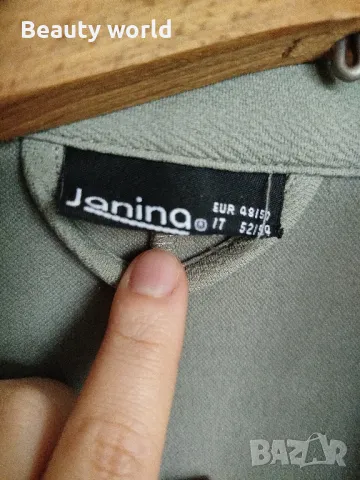 Beauty world
Janina ®
EUR 48/50
IT 52/54
BAZAR